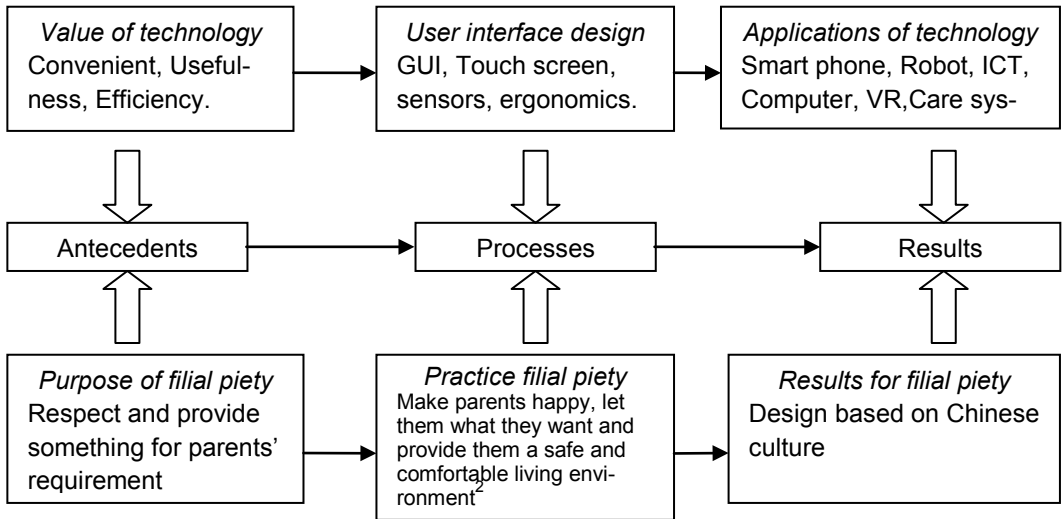 Value of technology
Convenient, Useful-
ness, Efficiency.
User interface design
GUI, Touch screen,
sensors, ergonomics.
Applications of technology
Smart phone, Robot, ICT,
Computer, VR,Care sys-
Antecedents
Processes
Results
Purpose of filial piety
Respect and provide
something for parents’
requirement
Practice filial piety
Make parents happy, let
them what they want and
provide them a safe and
comfortable living envi-
ronment2
Results for filial piety
Design based on Chinese
culture